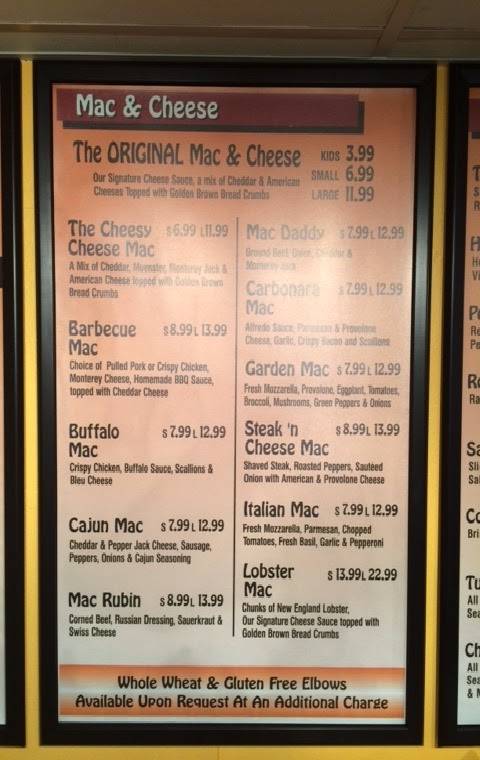 Mac & Cheese
The ORIGINAL Mac & Cheese
Our Signature Cheese Sauce, a mix of Cheddar & American
Cheeses Topped with Golden Brown Bread Crumbs
KIDS 3.99
SMALL 6.99
LARGE 11.99
The Cheesy S 6.99 L 11.99
Cheese Mac
A Mix of Cheddar, Muenster, Monterey Jack &
American Cheese topped with Golden Brown
Bread Crumbs
Barbecue S 8.99 L 13.99
Mac
Choice of Pulled Pork or Crispy Chicken,
Monterey Cheese, Homemade BBQ Sauce,
topped with Cheddar Cheese
Buffalo S 7.99 L 12.99
Mac
Crispy Chicken, Buffalo Sauce, Scallions &
Bleu Cheese
Cajun Mac S 7.99 L 12.99
Cheddar & Pepper Jack Cheese, Sausage,
Peppers, Onions & Cajun Seasoning
Mac Rubin S 8.99 L 13.99
Corned Beef, Russian Dressing, Sauerkraut &
Swiss Cheese
Mac Daddy S 7.99 L 12.99
Ground Beef, Onion, Cheddar &
Monterey Jack
Carbonara S 7.99 L 12.99
Mac
Alfredo Sauce, Parmesan & Provolone
Cheese, Garlic, Crispy Bacon and Scallions
Garden Mac S 7.99 L 12.99
Fresh Mozzarella, Provolone, Eggplant, Tomatoes,
Broccoli, Mushrooms, Green Peppers & Onions
Steak 'n S 8.99 L 13.99
Cheese Mac
Shaved Steak, Roasted Peppers, Sautéed
Onion with American & Provolone Cheese
Italian Mac S 7.99 L 12.99
Fresh Mozzarella, Parmesan, Chopped
Tomatoes, Fresh Basil, Garlic & Pepperoni
Lobster S 13.99 L 22.99
Mac
Chunks of New England Lobster,
Our Signature Cheese Sauce topped with
Golden Brown Bread Crumbs
Whole Wheat & Gluten Free Elbows
Available Upon Request At An Additional Charge